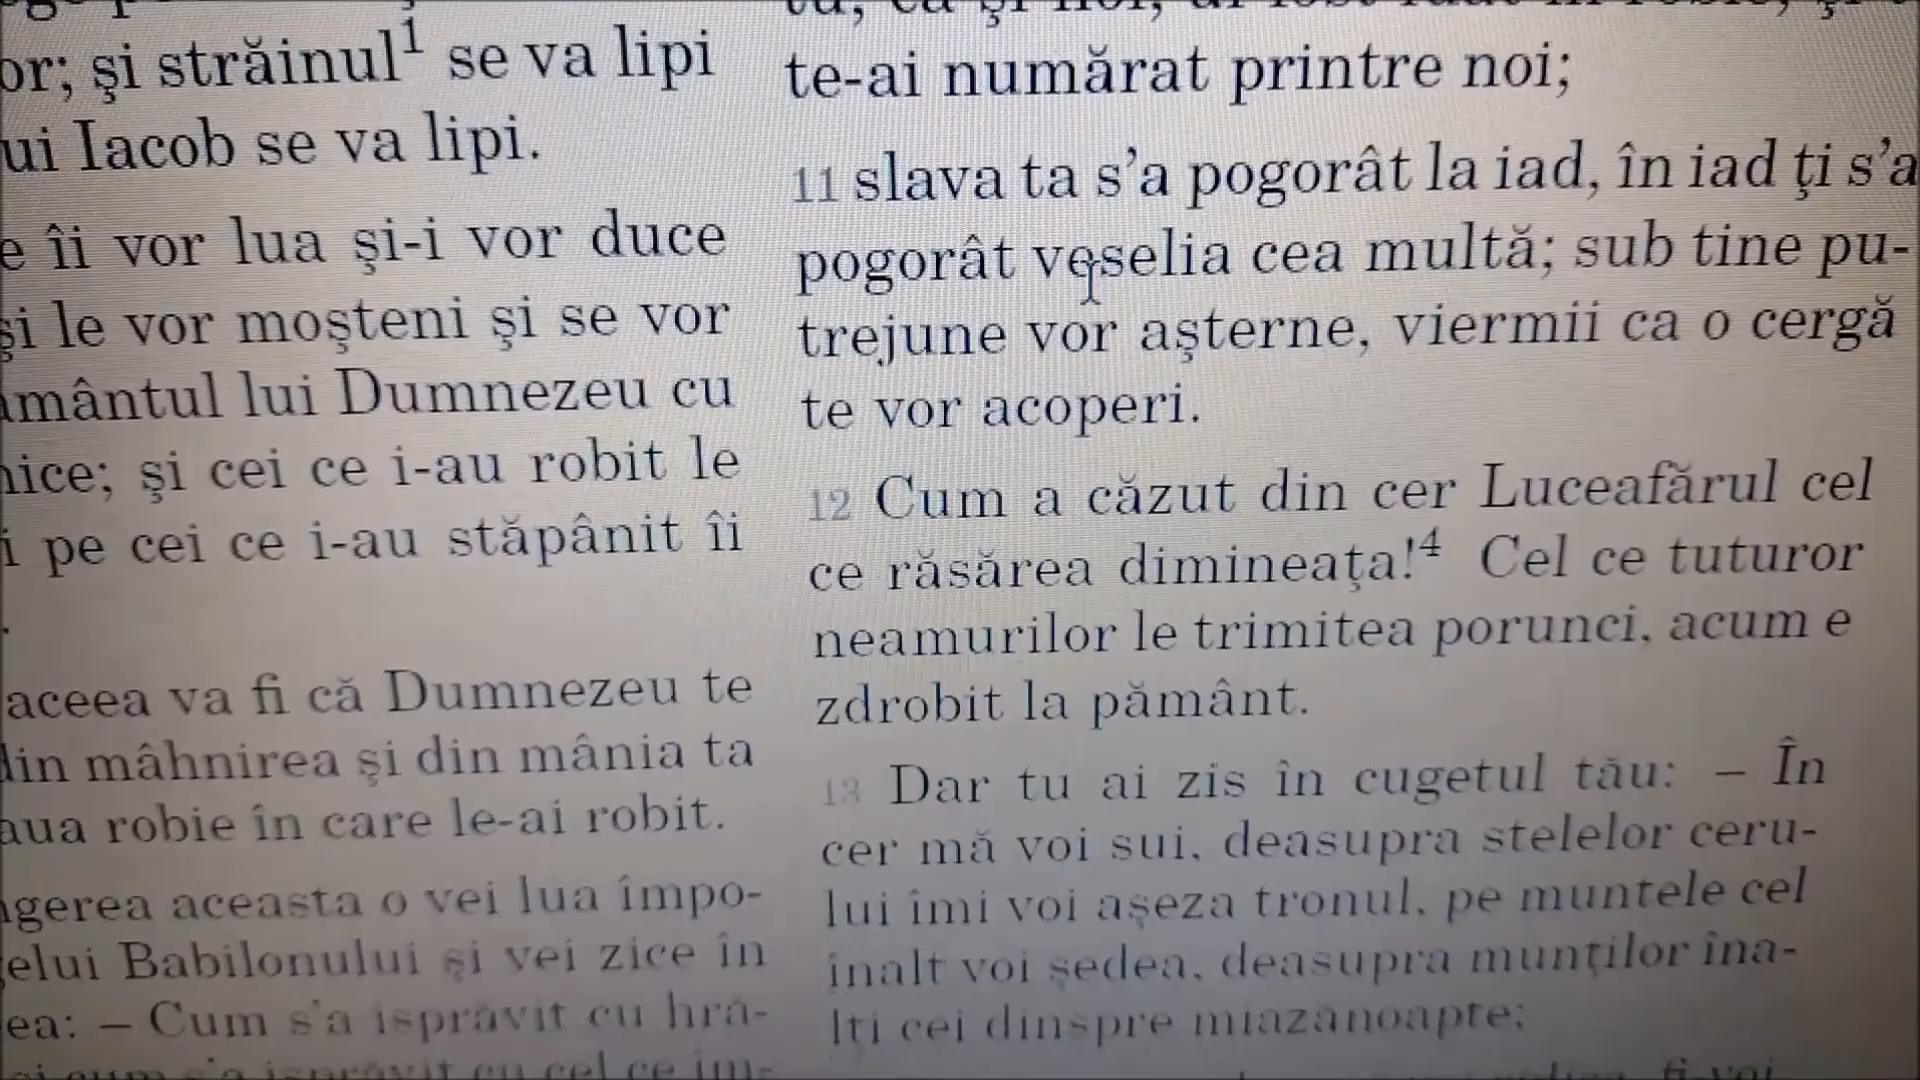 or; şi străinul¹ se va lipi
ui Iacob se va lipi.
e îi vor lua şi-i vor duce
şi le vor moşteni şi se vor
mântul lui Dumnezeu cu
nice; şi cei ce i-au robit le
i pe cei ce i-au stăpânit îi
aceea va fi că Dumnezeu te
din mâhnirea şi din mânia ta
aua robie în care le-ai robit.
gerea aceasta o vei lua împo-
elui Babilonului şi vei zice în
ea: – Cum s'a isprăvit cu hră-
şi cum s'a isprăvit cu cel ce îm-
te-ai numărat printre noi;
11 slava ta s’a pogorât la iad, în iad ţi s’a
pogorât veselia cea multă; sub tine pu-
trejune vor aşterne, viermii ca o cergă
te vor acoperi.
12 Cum a căzut din cer Luceafărul cel
ce răsărea dimineaţa!⁴ Cel ce tuturor
neamurilor le trimitea porunci, acum e
zdrobit la pământ.
13 Dar tu ai zis în cugetul tău: – În
cer mă voi sui, deasupra stelelor ceru-
lui îmi voi aşeza tronul, pe muntele cel
înalt voi şedea, deasupra munţilor îna-
lţi cei dinspre miazănoapte;